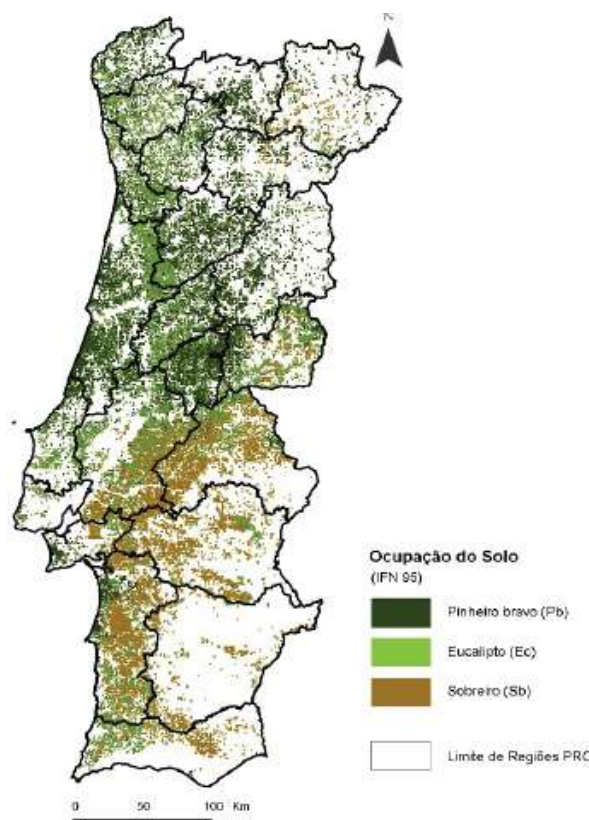 Z
Ocupação do Solo
(IFN 95)
Pinheiro bravo (Pb)
Eucalipto (Ec)
Sobreiro (Sb)
Limite de Regiões PRO
0 50 100 Km